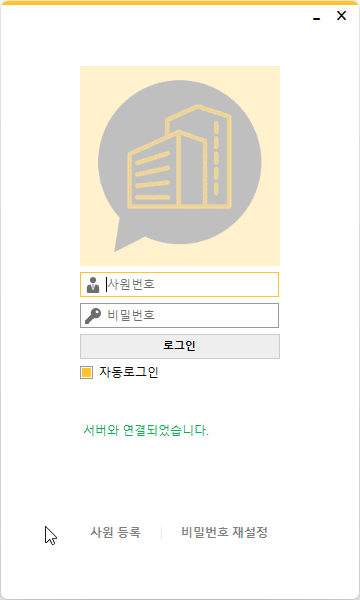 사원번호
비밀번호
로그인
자동로그인
서버와 연결되었습니다.
사원 등록 | 비밀번호 재설정